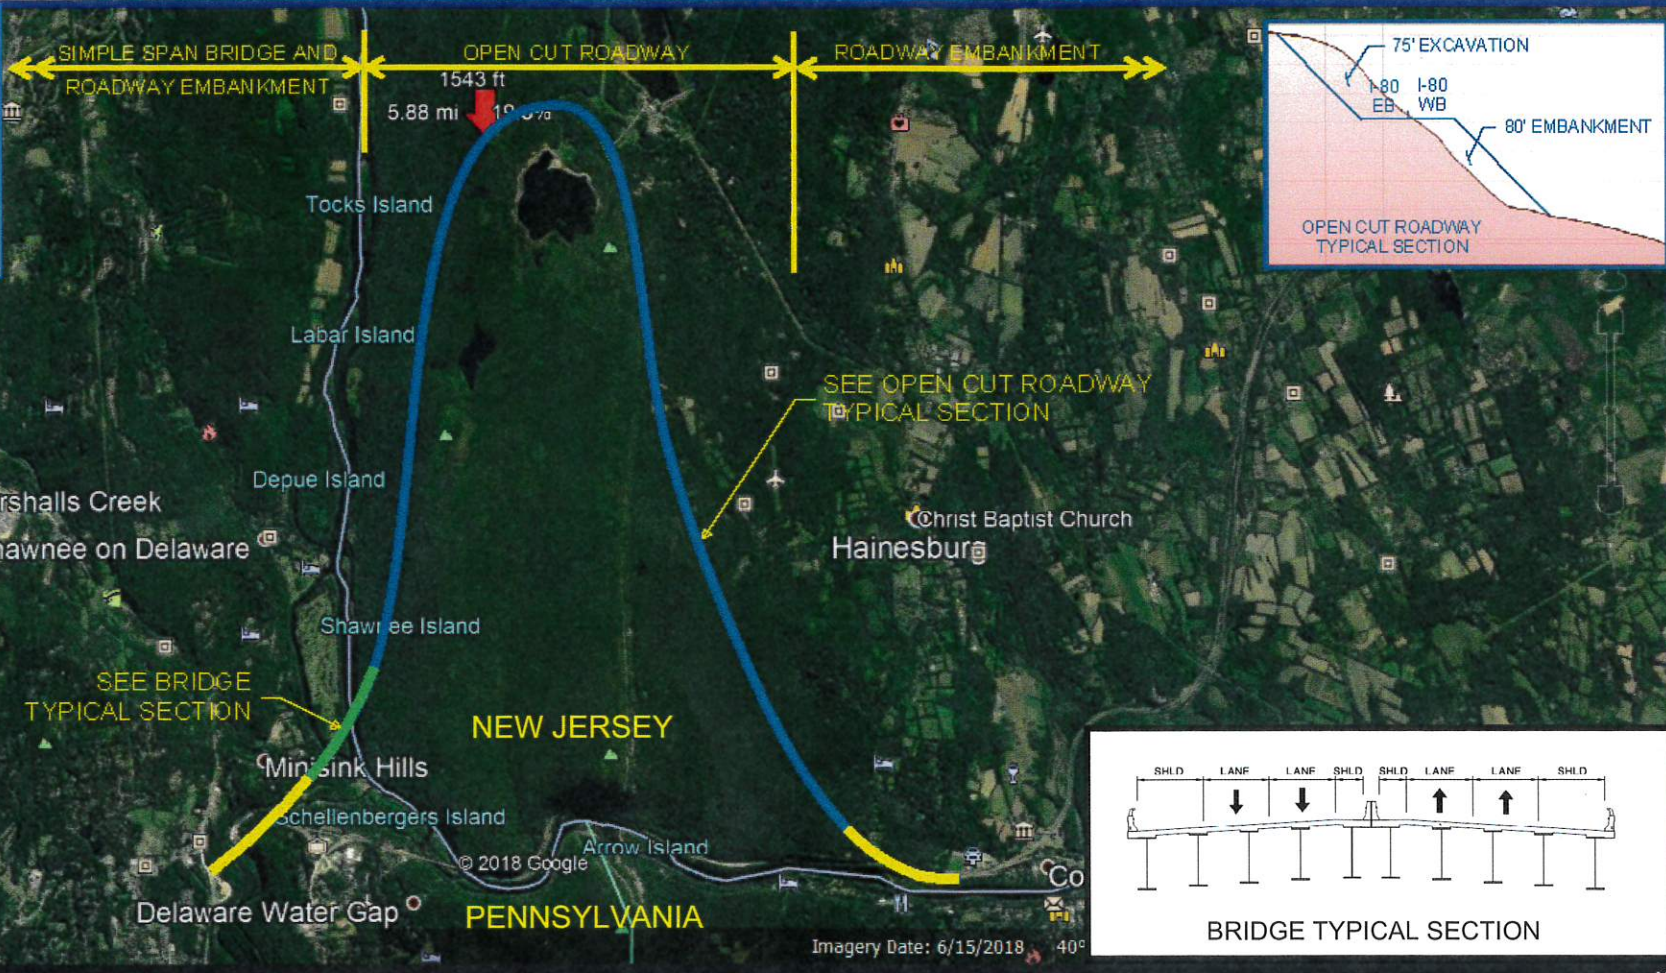 SIMPLE SPAN BRIDGE AND
ROADWAY EMBANKMENT
OPEN CUT ROADWAY
ROADWAY EMBANKMENT
1543 ft
5.88 mi
75' EXCAVATION
I-80
EB
I-80
WB
80' EMBANKMENT
OPEN CUT ROADWAY
TYPICAL SECTION
Tocks Island
Labar Island
SEE OPEN CUT ROADWAY
TYPICAL SECTION
Depue Island
rshalls Creek
hawnee on Delaware
Christ Baptist Church
Hainesburg
Shawnee Island
SEE BRIDGE
TYPICAL SECTION
NEW JERSEY
Minisink Hills
Schellenbergers Island
Arrow Island
© 2018 Google
Co
Delaware Water Gap
PENNSYLVANIA
Imagery Date: 6/15/2018
40°
SHLD LANE LANE SHLD SHLD LANE LANE SHLD
BRIDGE TYPICAL SECTION